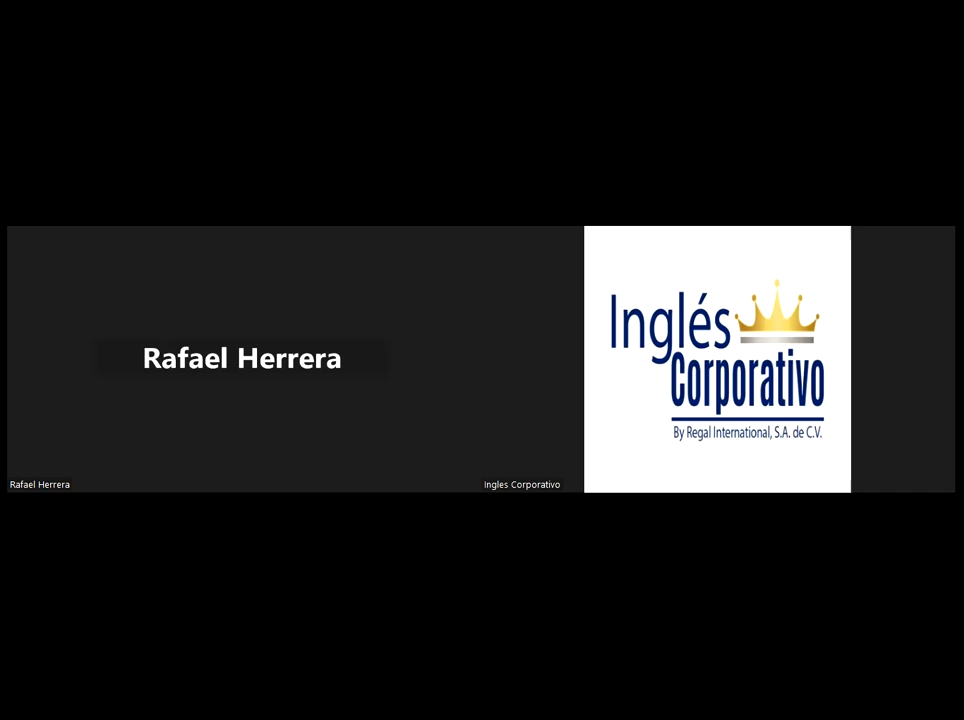 Rafael Herrera
Rafael Herrera
Ingles Corporativo
Inglés
Corporativo
By Regal International, S.A. de C.V.